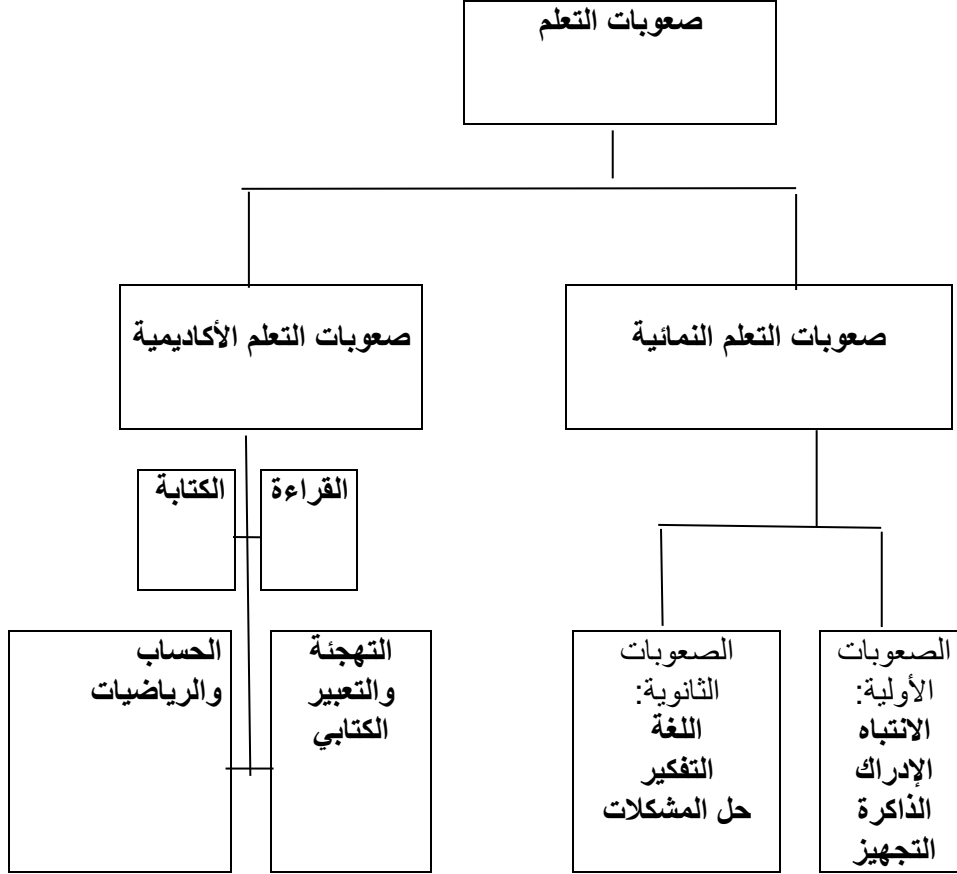 صعوبات التعلم
صعوبات التعلم النمائية
صعوبات التعلم الأكاديمية
القراءة
الكتابة
الصعوبات
الأولية:
الانتباه
الإدراك
الذاكرة
التجهيز
الصعوبات
الثانوية:
اللغة
التفكير
حل المشكلات
التهجئة
والتعبير
الكتابي
الحساب
والرياضيات